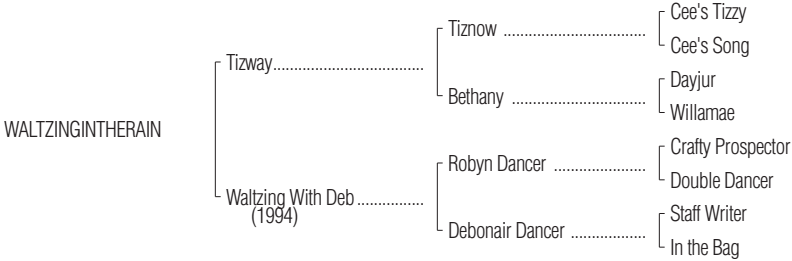 Cee's Tizzy
Tiznow ..................................
Cee's Song
Tizway....................................
Dayjur
Bethany ................................
Willamae
WALTZINGINTHERAIN
Crafty Prospector
Robyn Dancer ......................
Double Dancer
Waltzing With Deb ................
(1994)
Staff Writer
Debonair Dancer ..................
In the Bag